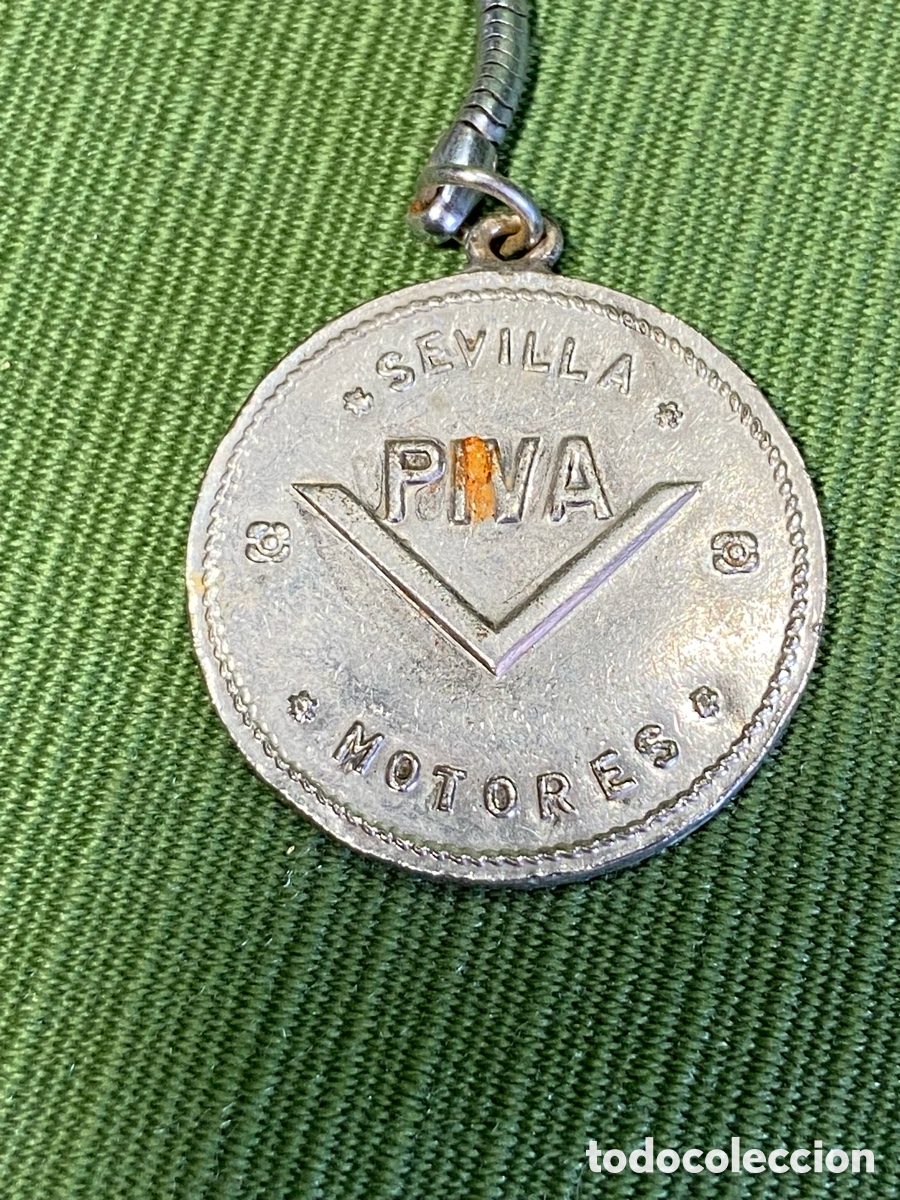 SEVILLA
PIVA
MOTORES
todocoleccion